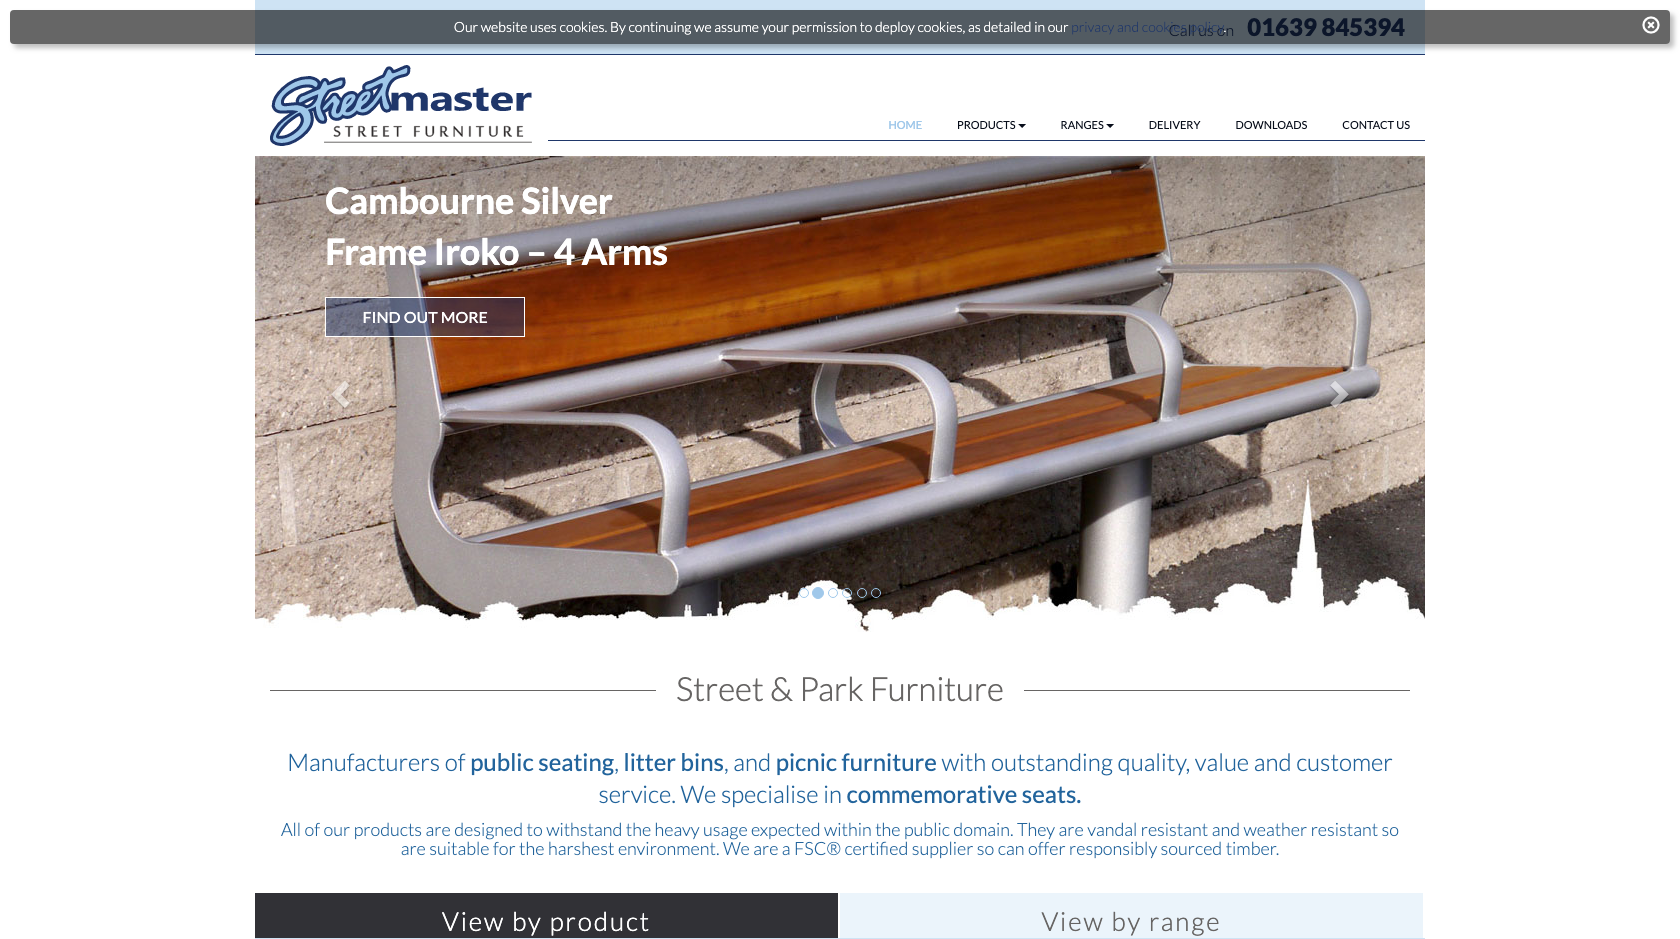 Our website uses cookies. By continuing we assume your permission to deploy cookies, as detailed in our privacy and cookies policy.
Call us on 01639 845394
Streetmaster
STREET FURNITURE
HOME PRODUCTS RANGES DELIVERY DOWNLOADS CONTACT US
Cambourne Silver
Frame Iroko – 4 Arms
FIND OUT MORE
Street & Park Furniture
Manufacturers of public seating, litter bins, and picnic furniture with outstanding quality, value and customer
service. We specialise in commemorative seats.
All of our products are designed to withstand the heavy usage expected within the public domain. They are vandal resistant and weather resistant so
are suitable for the harshest environment. We are a FSC® certified supplier so can offer responsibly sourced timber.
View by product
View by range